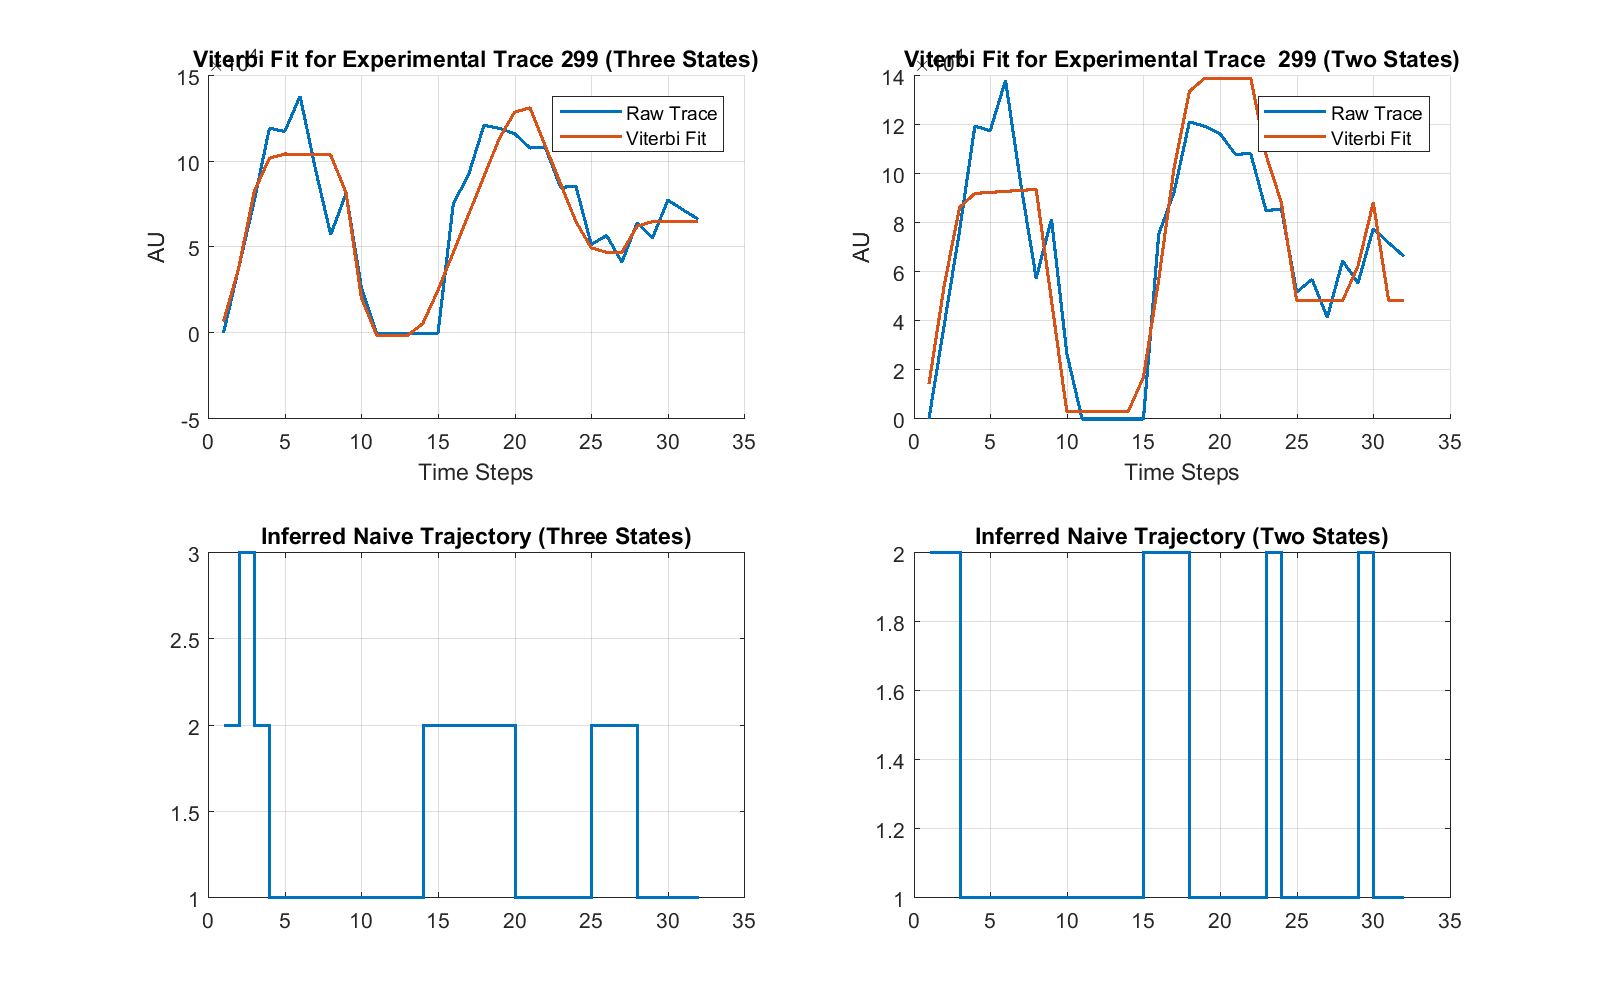 Viterbi Fit for Experimental Trace 299 (Three States)
×10⁴
15
10
5
0
-5
AU
0 5 10 15 20 25 30 35
Time Steps
Raw Trace
Viterbi Fit
Viterbi Fit for Experimental Trace 299 (Two States)
14
12
10
8
6
4
2
0
AU
0 5 10 15 20 25 30 35
Time Steps
Raw Trace
Viterbi Fit
Inferred Naive Trajectory (Three States)
3
2.5
2
1.5
1
0 5 10 15 20 25 30 35
Inferred Naive Trajectory (Two States)
2
1.8
1.6
1.4
1.2
1
0 5 10 15 20 25 30 35